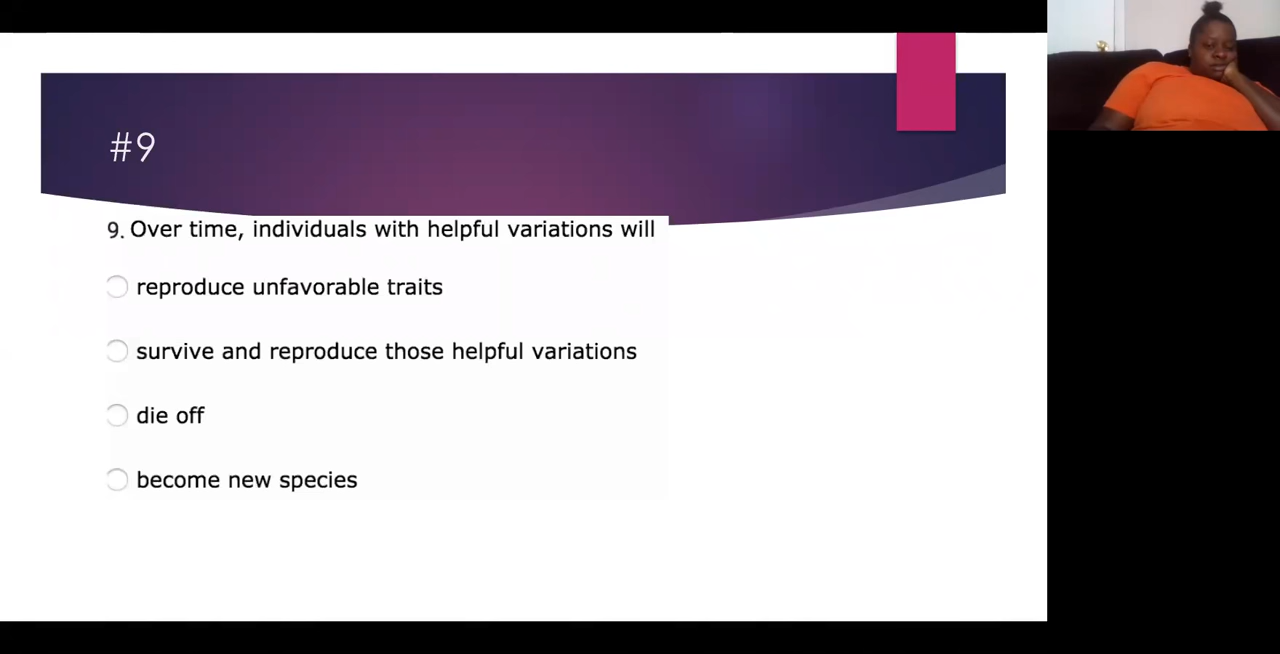 #9
9. Over time, individuals with helpful variations will
reproduce unfavorable traits
survive and reproduce those helpful variations
die off
become new species